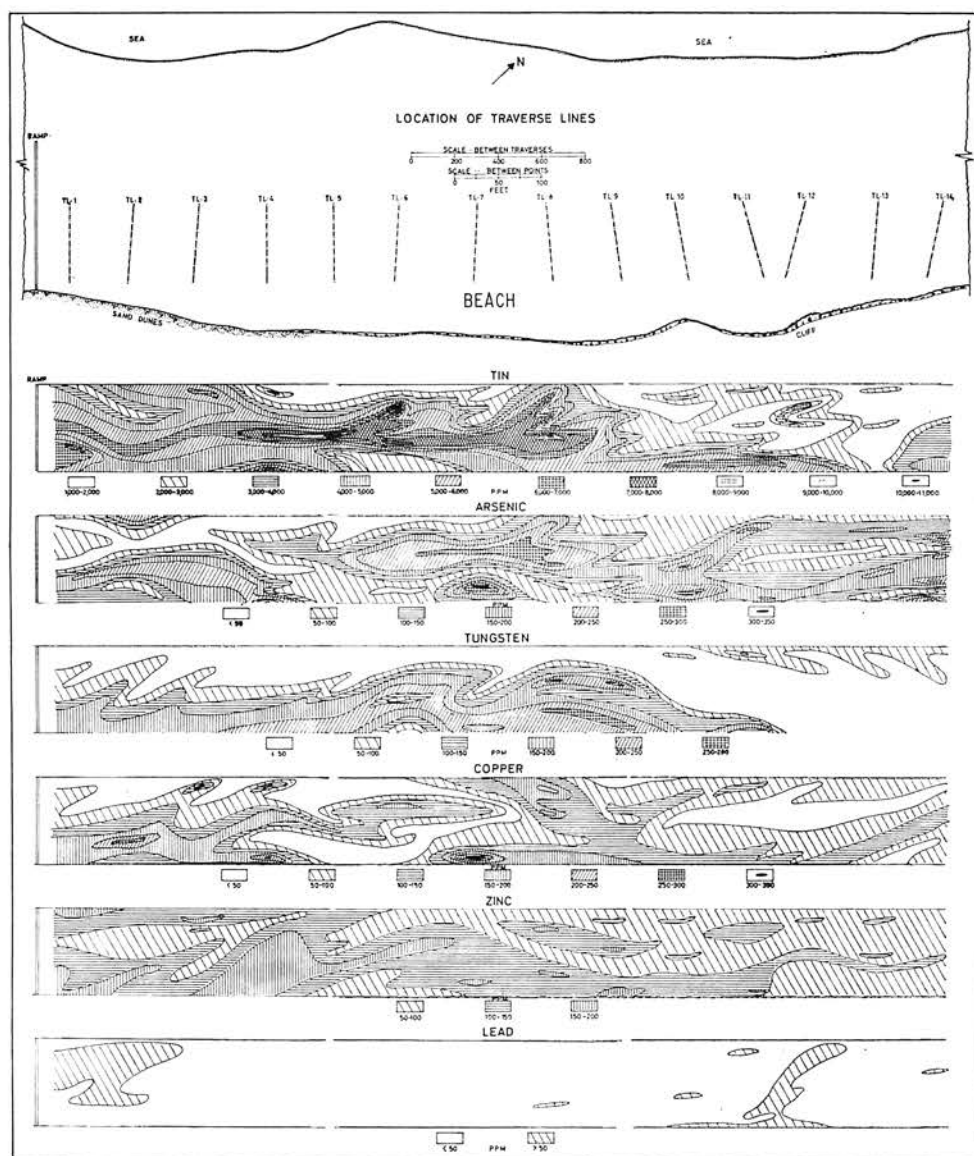 SEA SEA
N
LOCATION OF TRAVERSE LINES
RAMP
SCALE - BETWEEN TRAVERSES
0 200 400 600 800
SCALE - BETWEEN POINTS
0 50 100
FEET
TL-1 TL-2 TL-3 TL-4 TL-5 TL-6 TL-7 TL-8 TL-9 TL-10 TL-11 TL-12 TL-13 TL-14
BEACH
SAND DUNES CLIFF
RAMP TIN
1,000-2,000 2,000-3,000 3,000-4,000 4,000-5,000 5,000-6,000 P.P.M 6,000-7,000 7,000-8,000 8,000-9,000 9,000-10,000 10,000-11,000
ARSENIC
PPM
< 50 50-100 100-150 150-200 200-250 250-300 300-350
TUNGSTEN
< 50 50-100 100-150 PPM 150-200 200-250
COPPER
PPM
< 50 50-100 100-150 150-200 200-250 250-300
ZINC
PPM
50-100 100-150 150-200
LEAD
< 50 PPM > 50